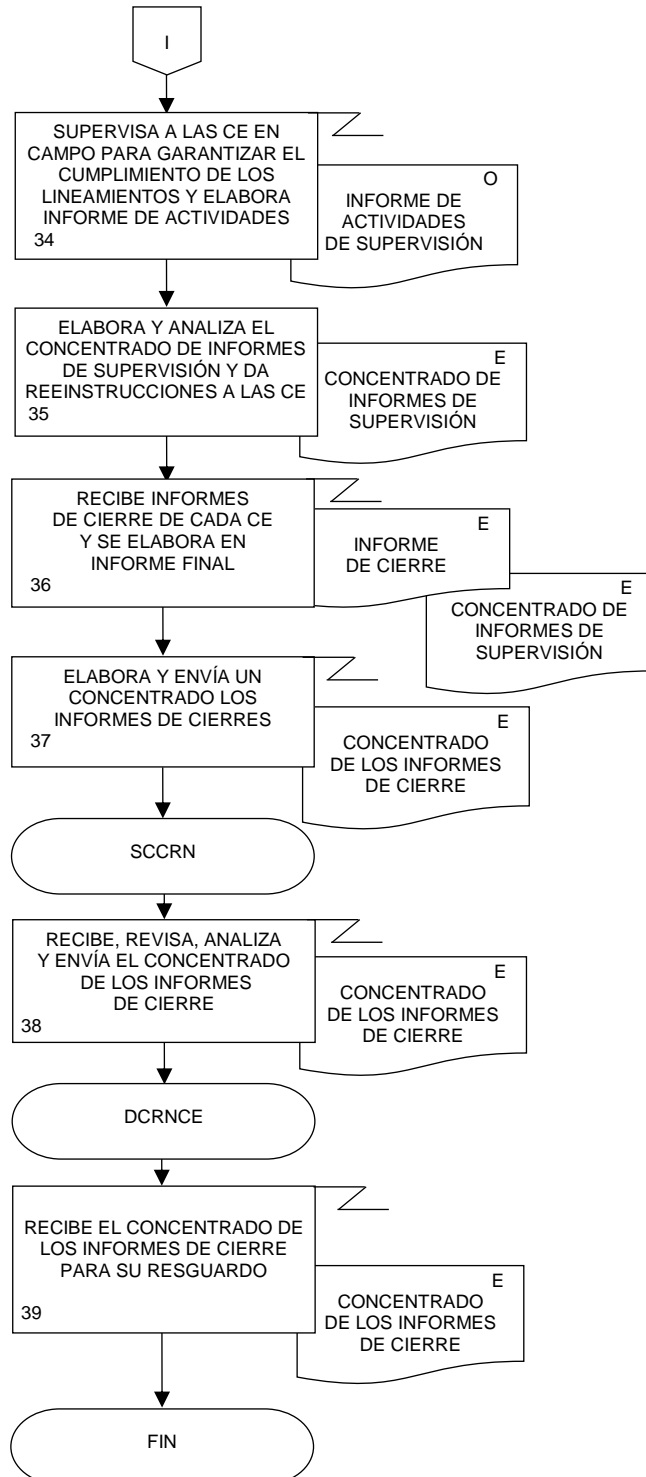 I
SUPERVISA A LAS CE EN
CAMPO PARA GARANTIZAR EL
CUMPLIMIENTO DE LOS
LINEAMIENTOS Y ELABORA
INFORME DE ACTIVIDADES
34
O
INFORME DE
ACTIVIDADES
DE SUPERVISIÓN
ELABORA Y ANALIZA EL
CONCENTRADO DE INFORMES
DE SUPERVISIÓN Y DA
REEINSTRUCCIONES A LAS CE
35
E
CONCENTRADO DE
INFORMES DE
SUPERVISIÓN
RECIBE INFORMES
DE CIERRE DE CADA CE
Y SE ELABORA EN
INFORME FINAL
36
E
INFORME
DE CIERRE
E
CONCENTRADO DE
INFORMES DE
SUPERVISIÓN
ELABORA Y ENVÍA UN
CONCENTRADO LOS
INFORMES DE CIERRES
37
E
CONCENTRADO
DE LOS INFORMES
DE CIERRE
SCCRN
RECIBE, REVISA, ANALIZA
Y ENVÍA EL CONCENTRADO
DE LOS INFORMES
DE CIERRE
38
E
CONCENTRADO
DE LOS INFORMES
DE CIERRE
DCRNCE
RECIBE EL CONCENTRADO DE
LOS INFORMES DE CIERRE
PARA SU RESGUARDO
39
E
CONCENTRADO
DE LOS INFORMES
DE CIERRE
FIN